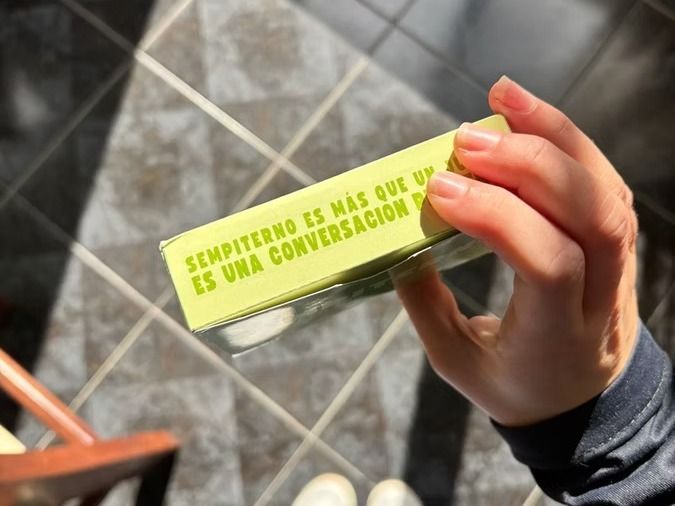 SEMPITERNO ES MÁS QUE UN
ES UNA CONVERSACIÓN